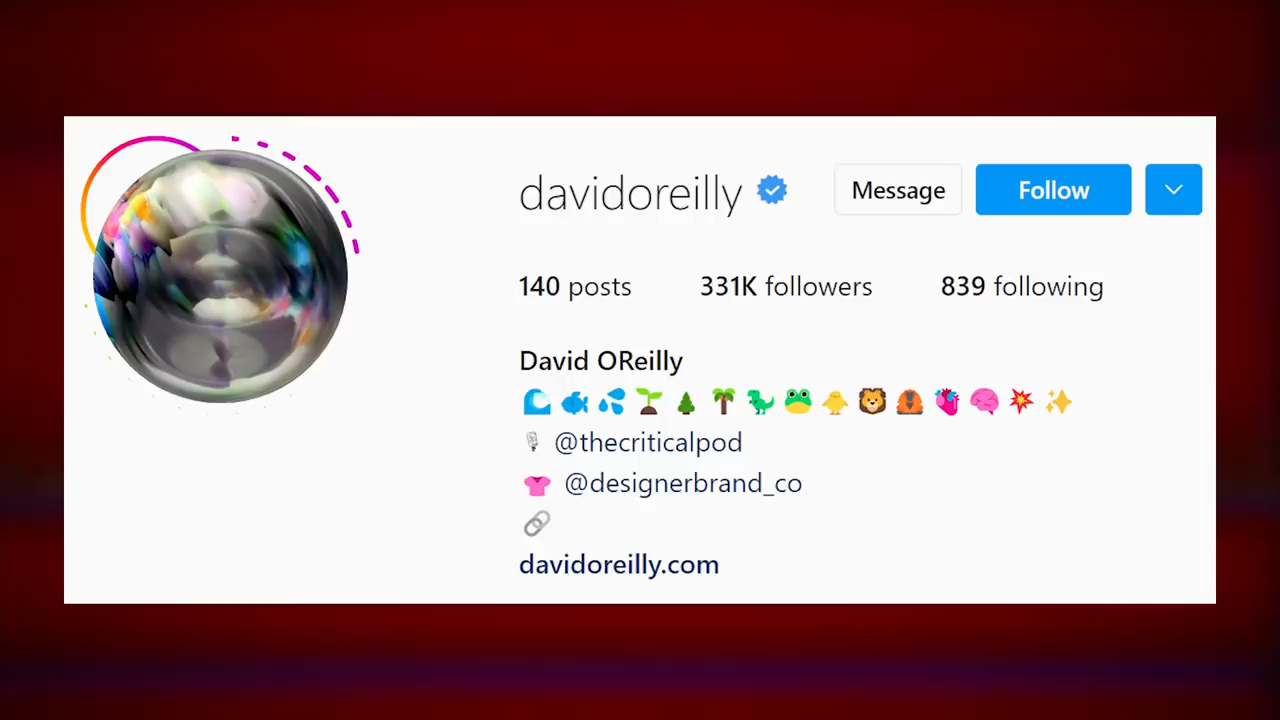 davidoreilly
Message
Follow
140 posts 331K followers 839 following
David OReilly
🌊🐟💦🌱🌲🌴🦖🐸🐥🦁🦧🫀🧠💥✨
🎙 @thecriticalpod
👚 @designerbrand_co
🔗
davidoreilly.com